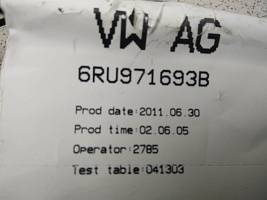 VW AG
6RU971693B
Prod date:2011.06.30
Prod time:02.06.05
Operator:2785
Test table:041303